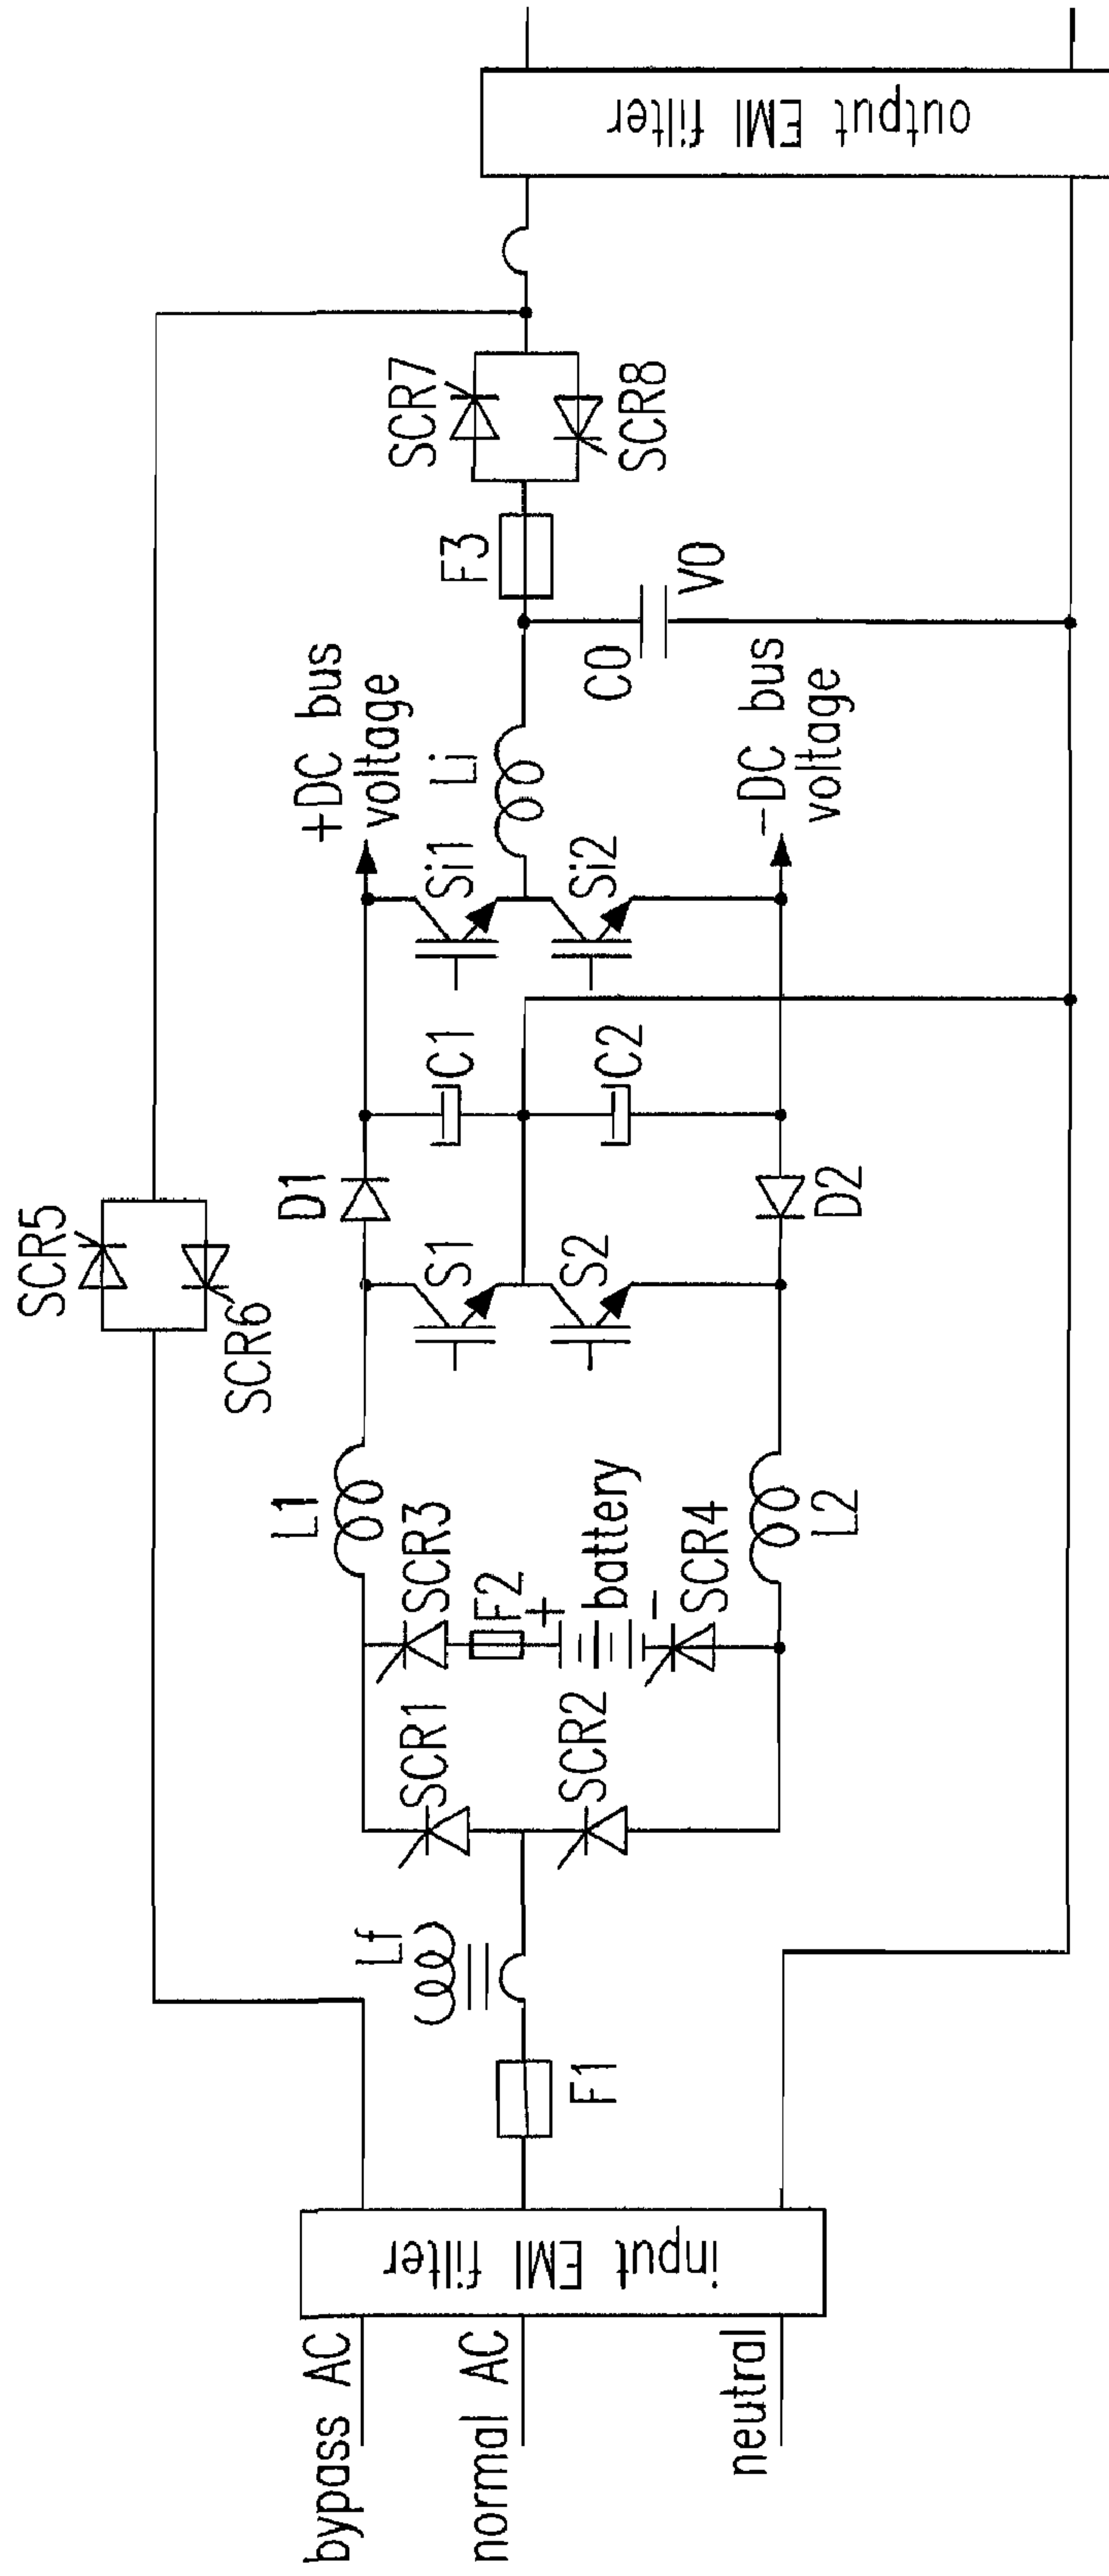 bypass AC
normal AC
neutral
input EMI filter
F1
Lf
SCR1
SCR2
SCR3
F2
+
battery
-
SCR4
L1
L2
SCR5
SCR6
S1
S2
D1
D2
C1
C2
Si1
Si2
+DC bus
voltage
-DC bus
voltage
Li
C0
V0
F3
SCR7
SCR8
output EMI filter